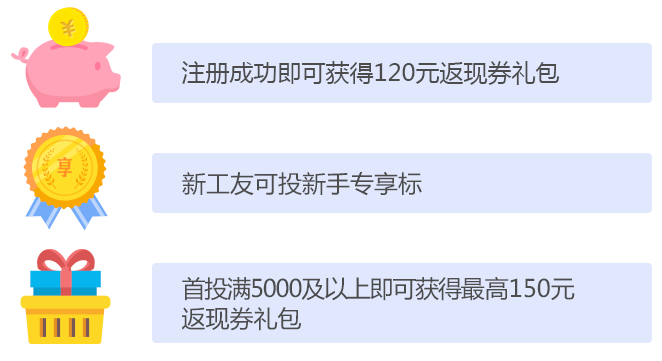 ¥
注册成功即可获得120元返现券礼包
享
新工友可投新手专享标
首投满5000及以上即可获得最高150元
返现券礼包